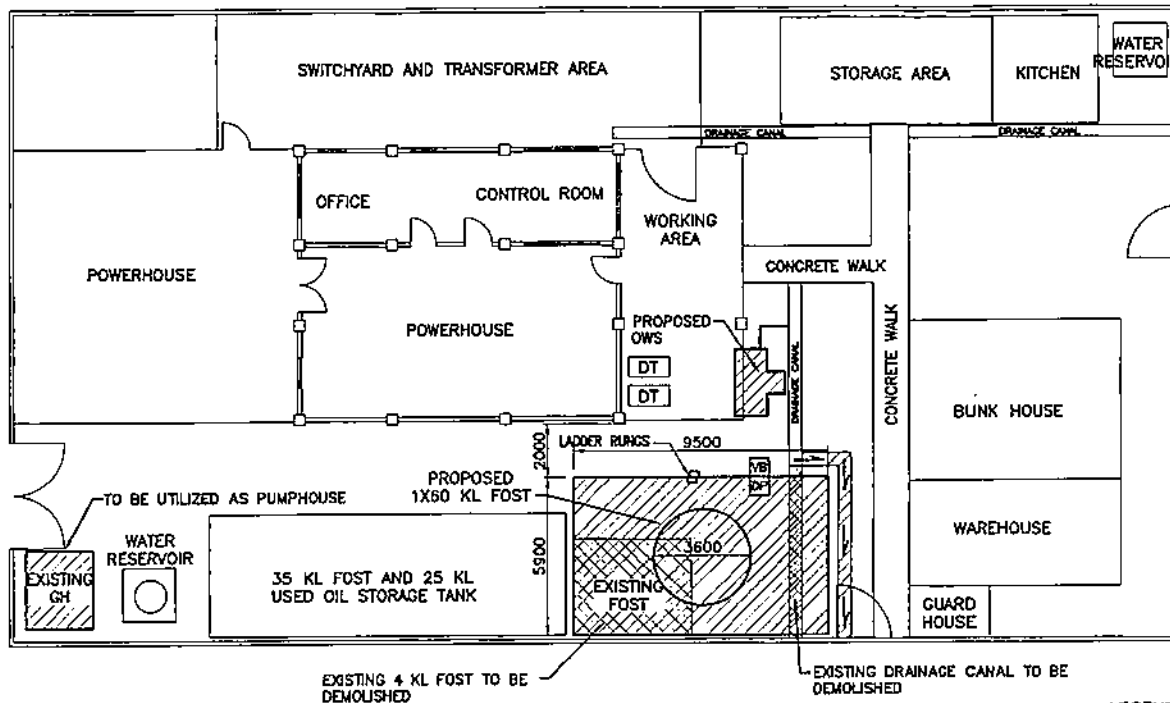 SWITCHYARD AND TRANSFORMER AREA
STORAGE AREA
KITCHEN
WATER
RESERVOIR
DRAINAGE CANAL
DRAINAGE CANAL
OFFICE
CONTROL ROOM
WORKING
AREA
POWERHOUSE
POWERHOUSE
CONCRETE WALK
PROPOSED
OWS
DT
DT
DRAINAGE CANAL
CONCRETE WALK
BUNK HOUSE
2000
LADDER RUNGS
9500
PROPOSED
1X60 KL FOST
VB
DP
TO BE UTILIZED AS PUMPHOUSE
WATER
RESERVOIR
EXISTING
GH
35 KL FOST AND 25 KL
USED OIL STORAGE TANK
5900
3600
EXISTING
FOST
WAREHOUSE
GUARD
HOUSE
EXISTING 4 KL FOST TO BE
DEMOLISHED
EXISTING DRAINAGE CANAL TO BE
DEMOLISHED